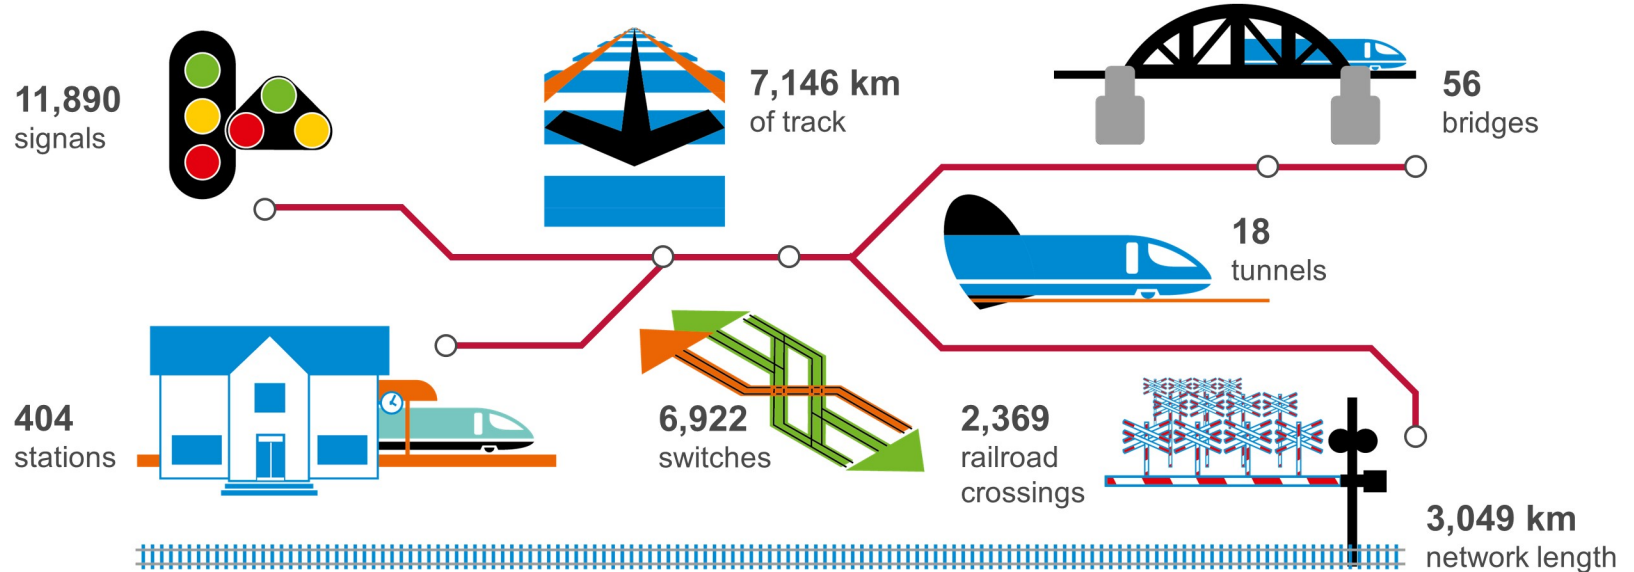 11,890
signals
7,146 km
of track
56
bridges
18
tunnels
404
stations
6,922
switches
2,369
railroad
crossings
3,049 km
network length